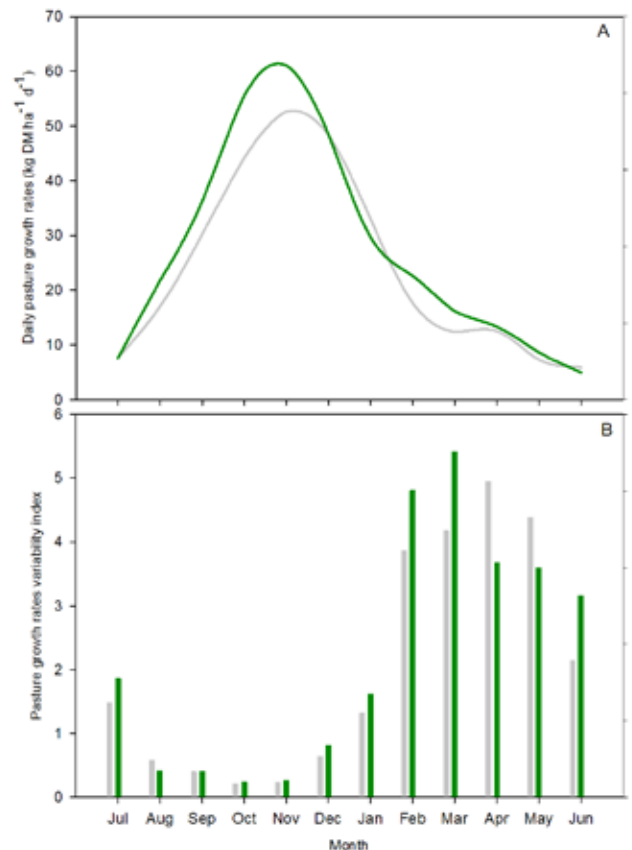 A
Daily pasture growth rates (kg DM ha⁻¹ d⁻¹)
70
60
50
40
30
20
10
0
B
Pasture growth rates variability index
6
5
4
3
2
1
0
Jul Aug Sep Oct Nov Dec Jan Feb Mar Apr May Jun
Month